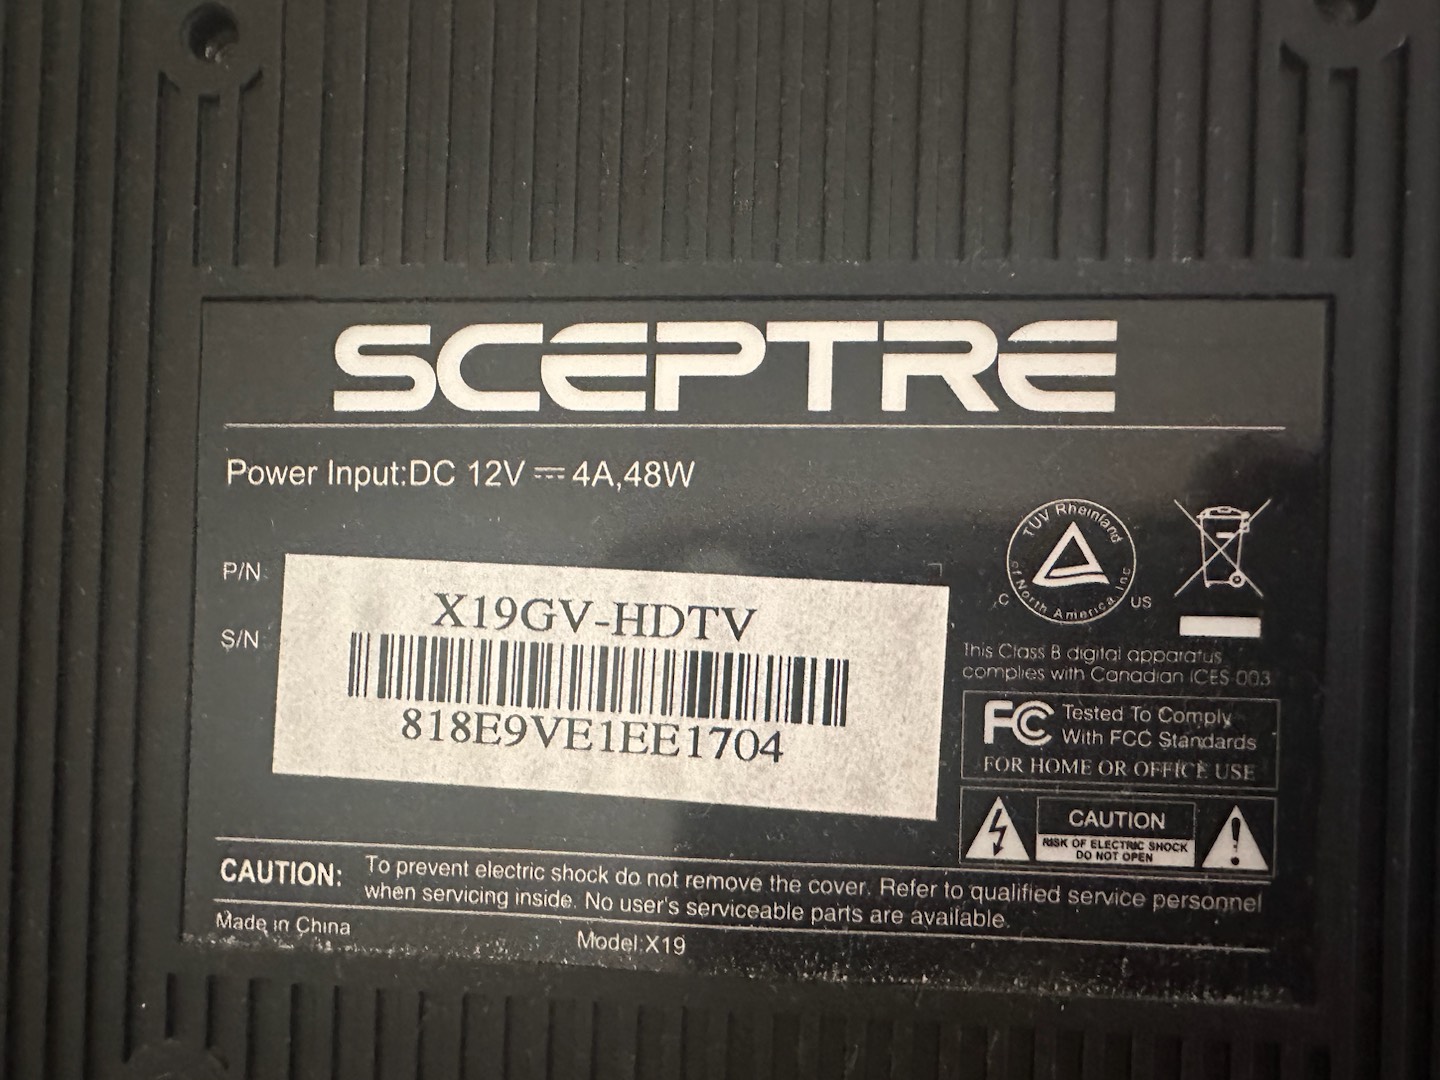 SCEPTRE
Power Input:DC 12V ⎓ 4A,48W
P/N
X19GV-HDTV
S/N
818E9VE1EE1704
TUV Rheinland
of North America, Inc.
C US
This Class B digital apparatus
complies with Canadian ICES-003
FC Tested To Comply
With FCC Standards
FOR HOME OR OFFICE USE
CAUTION
RISK OF ELECTRIC SHOCK
DO NOT OPEN
CAUTION: To prevent electric shock do not remove the cover. Refer to qualified service personnel
when servicing inside. No user's serviceable parts are available.
Made in China
Model:X19